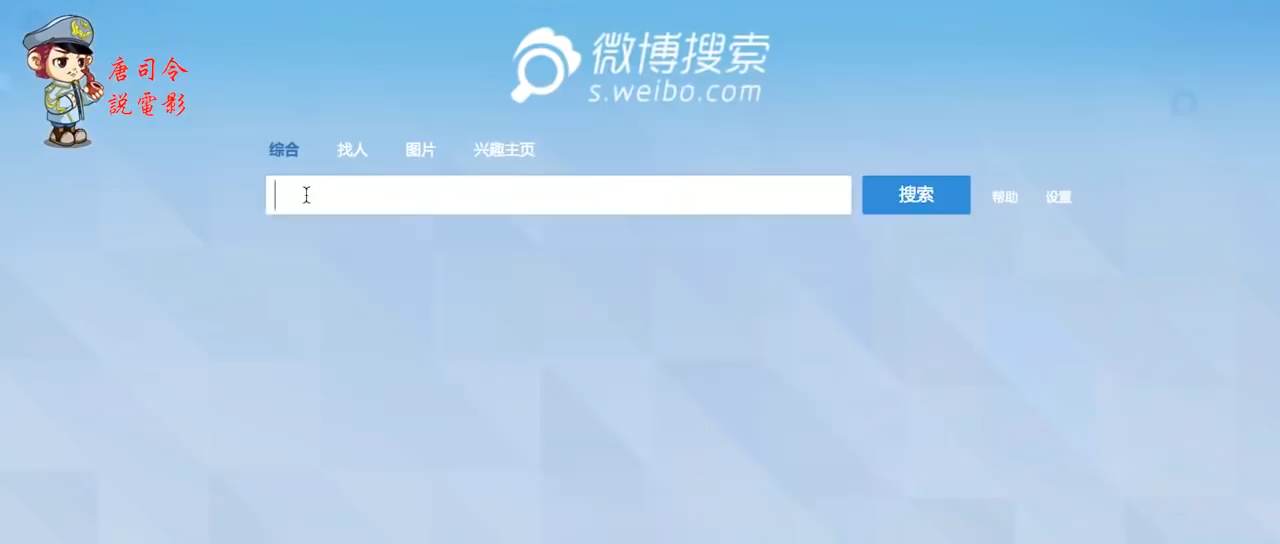 唐司令
說電影
微博搜索
s.weibo.com
综合 找人 图片 兴趣主页
搜索 帮助 设置